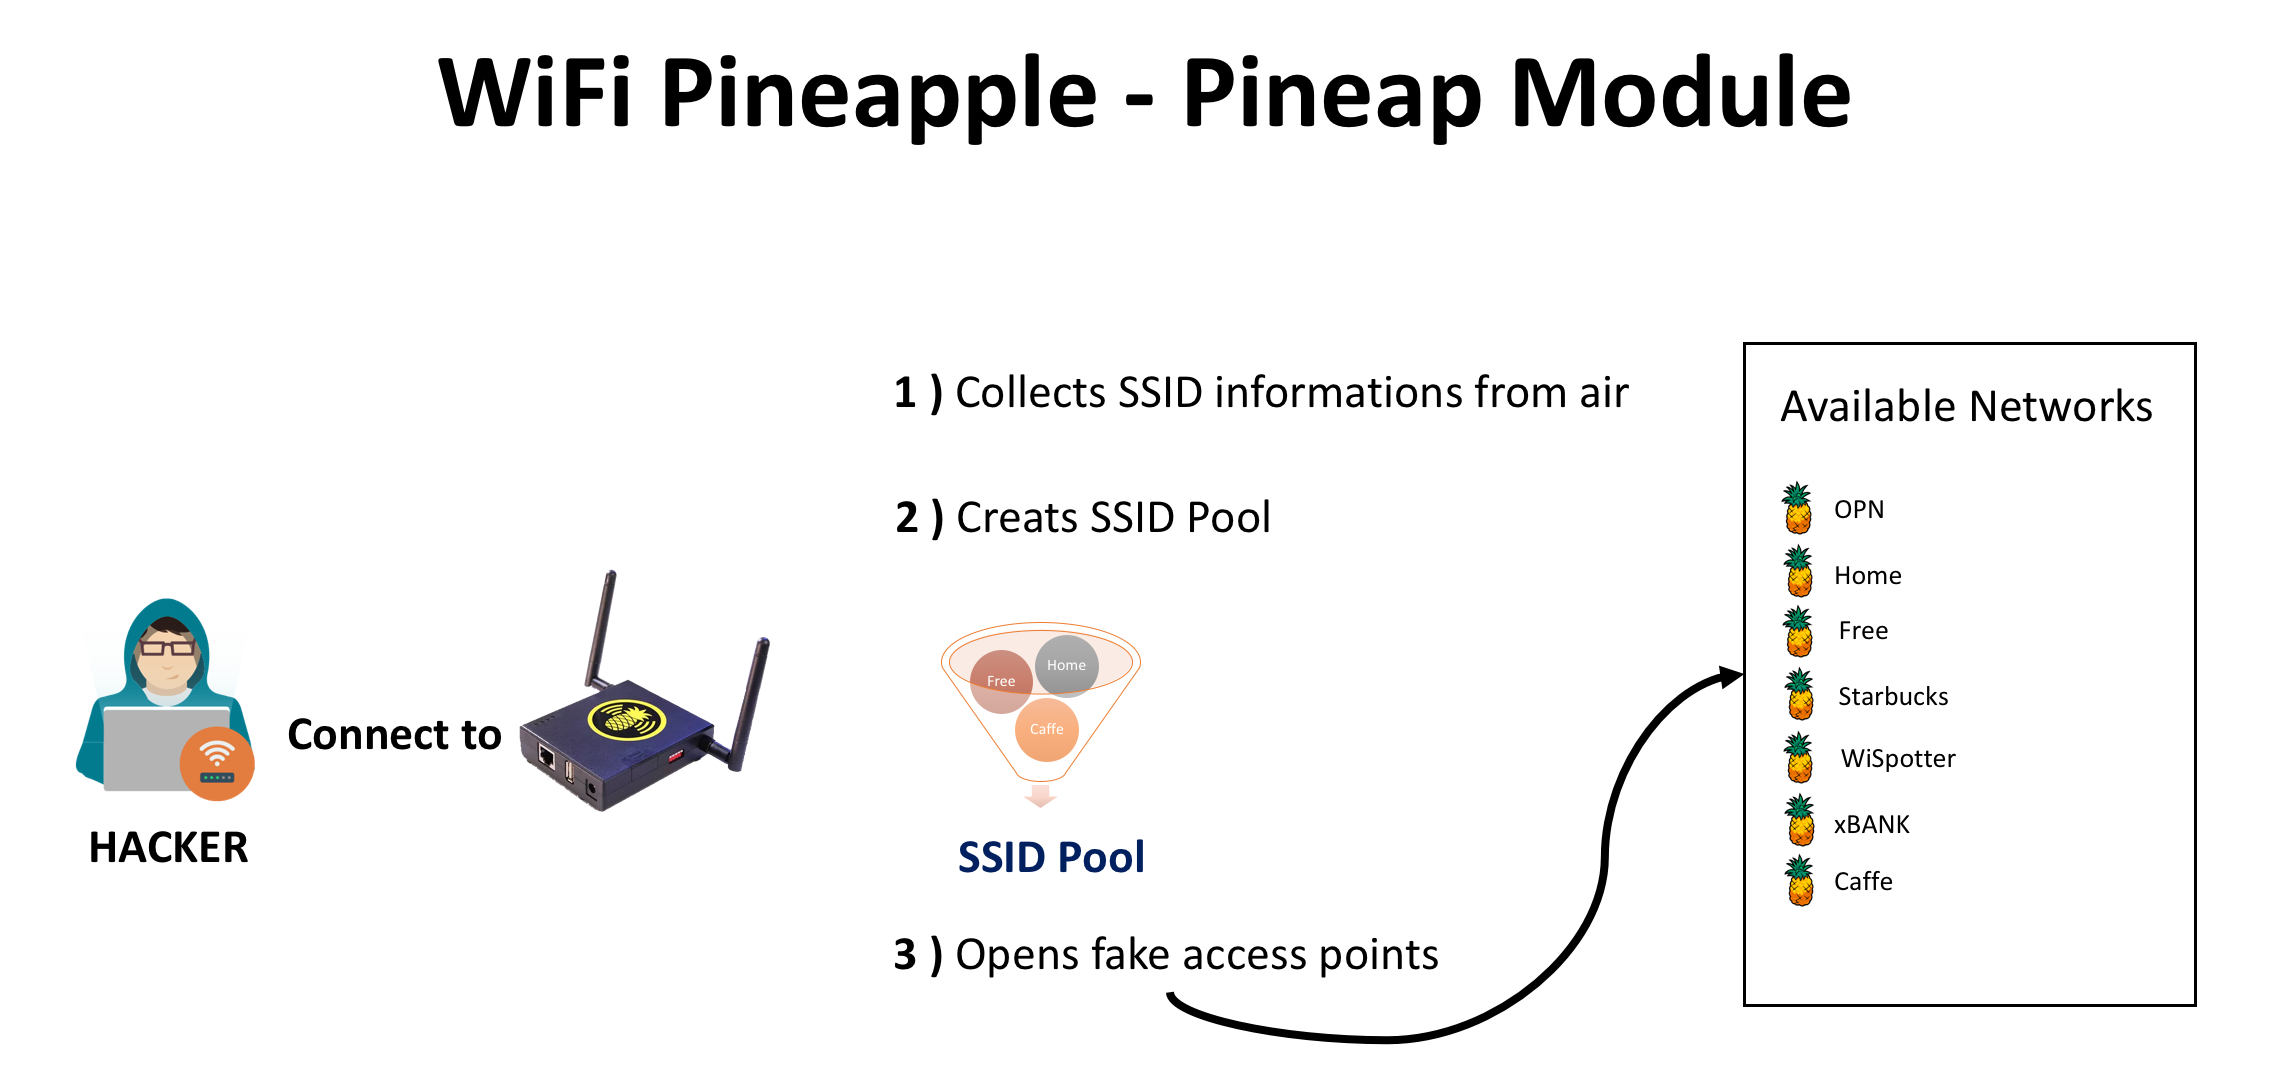 WiFi Pineapple - Pineap Module
1 ) Collects SSID informations from air
2 ) Creats SSID Pool
Free
Home
Caffe
SSID Pool
3 ) Opens fake access points
HACKER
Connect to
Available Networks
OPN
Home
Free
Starbucks
WiSpotter
xBANK
Caffe